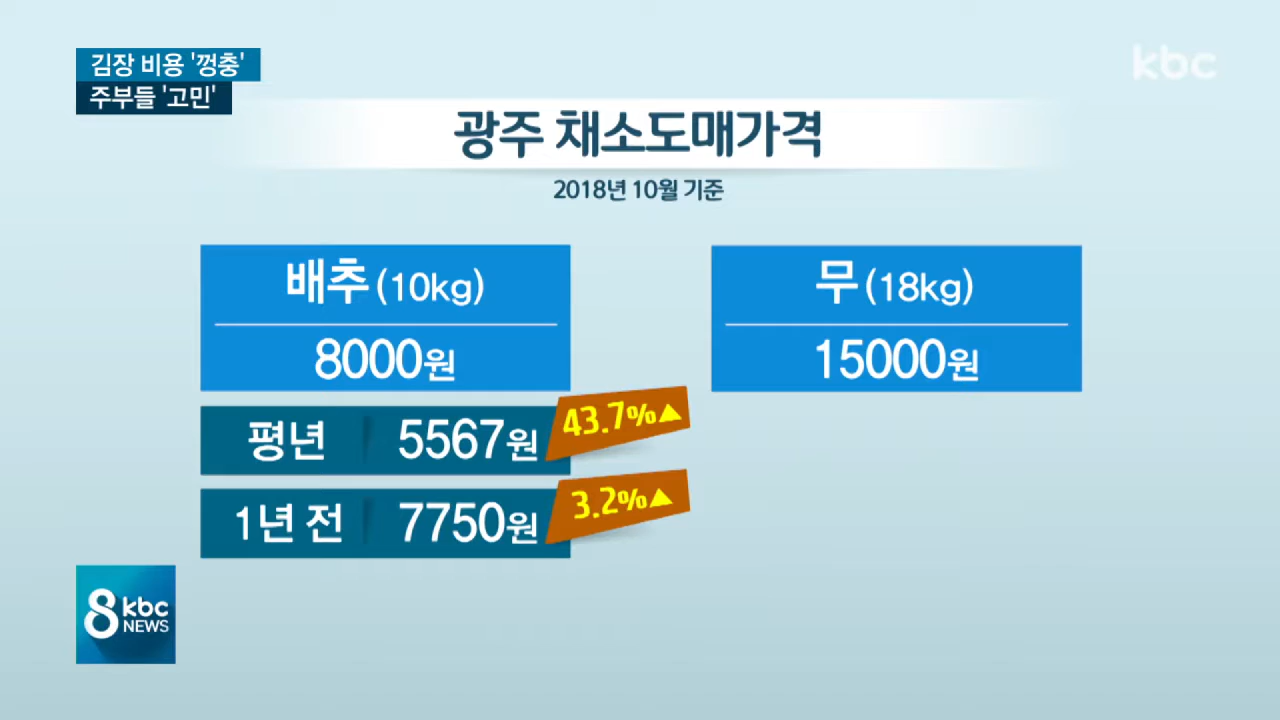 김장 비용 '껑충'
주부들 '고민'
kbc
광주 채소도매가격
2018년 10월 기준
배추 (10kg)
8000원
평년 5567원 43.7%▲
1년 전 7750원 3.2%▲
무 (18kg)
15000원
8 kbc
NEWS